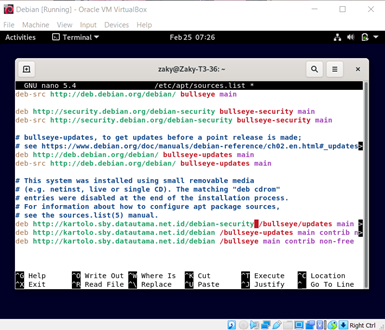 Debian [Running] - Oracle VM VirtualBox
File Machine View Input Devices Help
Activities Terminal Feb 25 07:26
zaky@Zaky-T3-36: ~
GNU nano 5.4 /etc/apt/sources.list *
deb-src http://deb.debian.org/debian/ bullseye main
deb http://security.debian.org/debian-security bullseye-security main
deb-src http://security.debian.org/debian-security bullseye-security main
# bullseye-updates, to get updates before a point release is made;
# see https://www.debian.org/doc/manuals/debian-reference/ch02.en.html#_updates>
deb http://deb.debian.org/debian/ bullseye-updates main
deb-src http://deb.debian.org/debian/ bullseye-updates main
# This system was installed using small removable media
# (e.g. netinst, live or single CD). The matching "deb cdrom"
# entries were disabled at the end of the installation process.
# For information about how to configure apt package sources,
# see the sources.list(5) manual.
deb http://kartolo.sby.datautama.net.id/debian-security /bullseye/updates main >
deb http://kartolo.sby.datautama.net.id/debian /bullseye-updates main contrib n>
deb http://kartolo.sby.datautama.net.id/debian /bullseye main contrib non-free
^G Help ^O Write Out ^W Where Is ^K Cut ^T Execute ^C Location
^X Exit ^R Read File ^\ Replace ^U Paste ^J Justify ^_ Go To Line
Right Ctrl